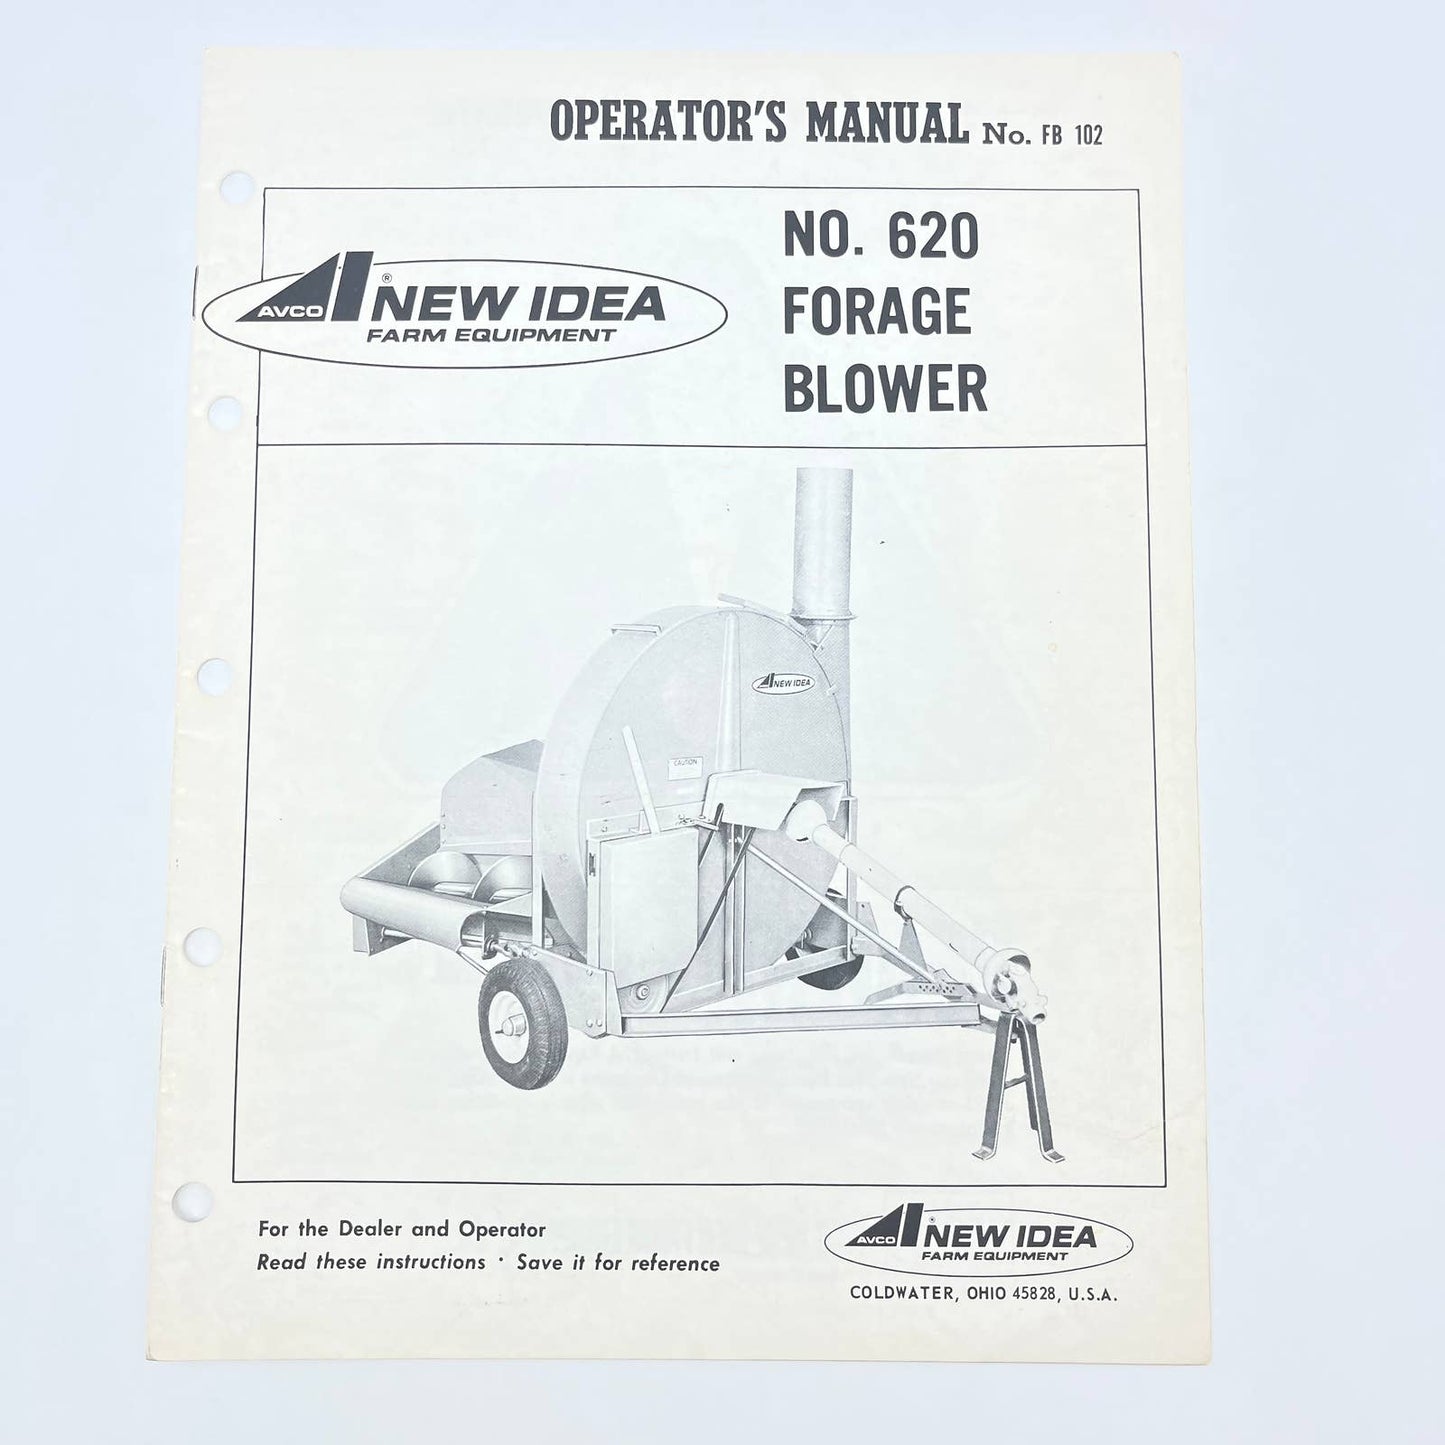 OPERATOR'S MANUAL No. FB 102
NO. 620
FORAGE
BLOWER
AVCO ® NEW IDEA
FARM EQUIPMENT
NEW IDEA
CAUTION
For the Dealer and Operator
Read these instructions · Save it for reference
AVCO ® NEW IDEA
FARM EQUIPMENT
COLDWATER, OHIO 45828, U.S.A.